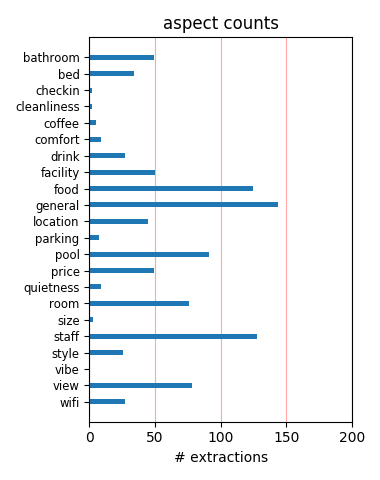 aspect counts
bathroom
bed
checkin
cleanliness
coffee
comfort
drink
facility
food
general
location
parking
pool
price
quietness
room
size
staff
style
vibe
view
wifi
0 50 100 150 200
# extractions